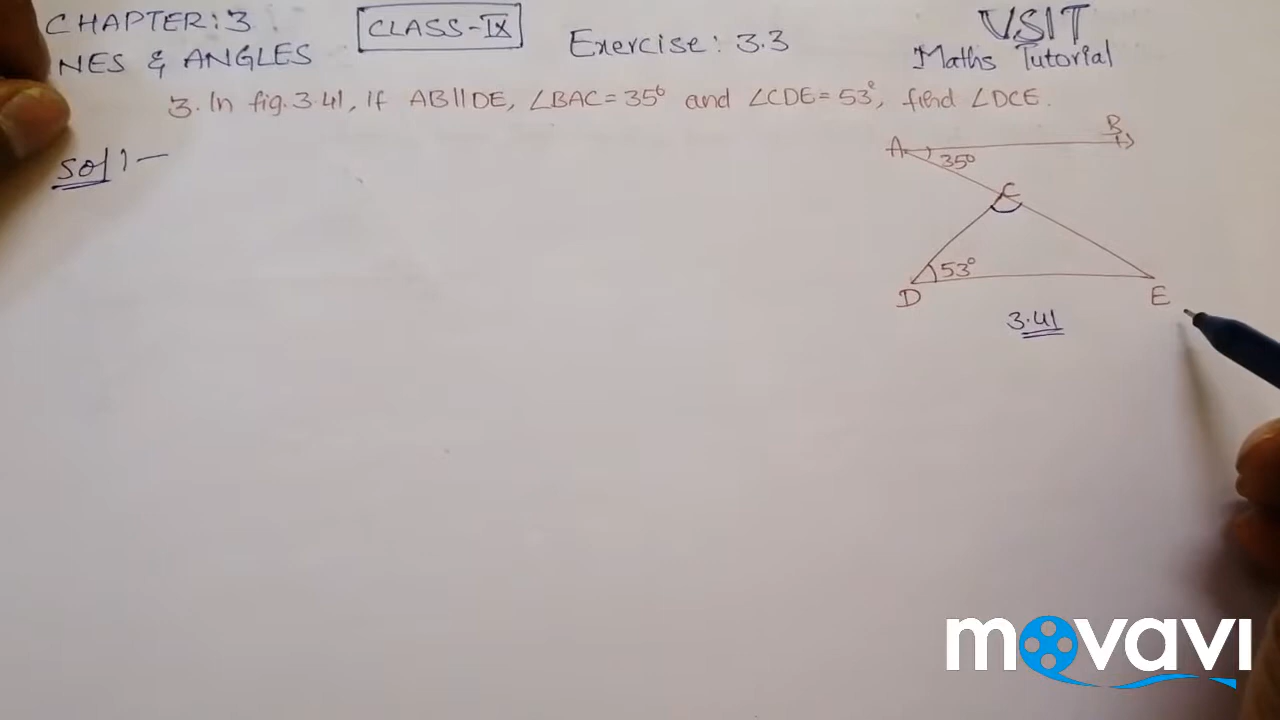 CHAPTER: 3
CLASS-IX
Exercise: 3.3
VSIT
NES & ANGLES
Maths Tutorial
3. In fig. 3.41, if AB||DE, ∠BAC = 35° and ∠CDE = 53°, find ∠DCE.
Sol:-
A
B
35°
C
53°
D
E
3.41
movavi